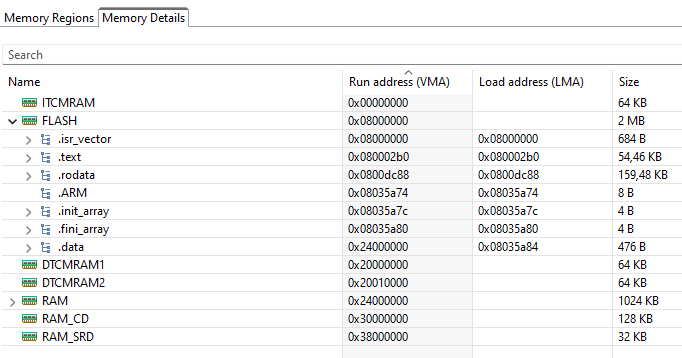 Memory Regions Memory Details
Search
Name Run address (VMA) Load address (LMA) Size
ITCMRAM 0x00000000 64 KB
FLASH 0x08000000 2 MB
.isr_vector 0x08000000 0x08000000 684 B
.text 0x080002b0 0x080002b0 54,46 KB
.rodata 0x0800dc88 0x0800dc88 159,48 KB
.ARM 0x08035a74 0x08035a74 8 B
.init_array 0x08035a7c 0x08035a7c 4 B
.fini_array 0x08035a80 0x08035a80 4 B
.data 0x24000000 0x08035a84 476 B
DTCMRAM1 0x20000000 64 KB
DTCMRAM2 0x20010000 64 KB
RAM 0x24000000 1024 KB
RAM_CD 0x30000000 128 KB
RAM_SRD 0x38000000 32 KB